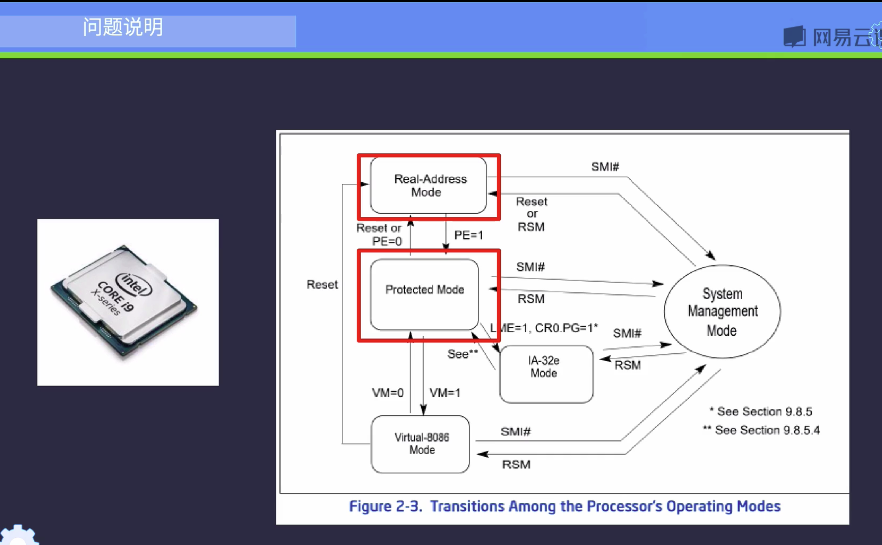 问题说明
网易云课
intel
CORE i9
X-series
Real-Address
Mode
SMI#
Reset
or
RSM
Reset or
PE=0
PE=1
Reset
Protected Mode
SMI#
RSM
System
Management
Mode
LME=1, CR0.PG=1*
SMI#
See**
IA-32e
Mode
RSM
VM=0
VM=1
* See Section 9.8.5
** See Section 9.8.5.4
Virtual-8086
Mode
SMI#
RSM
Figure 2-3. Transitions Among the Processor's Operating Modes